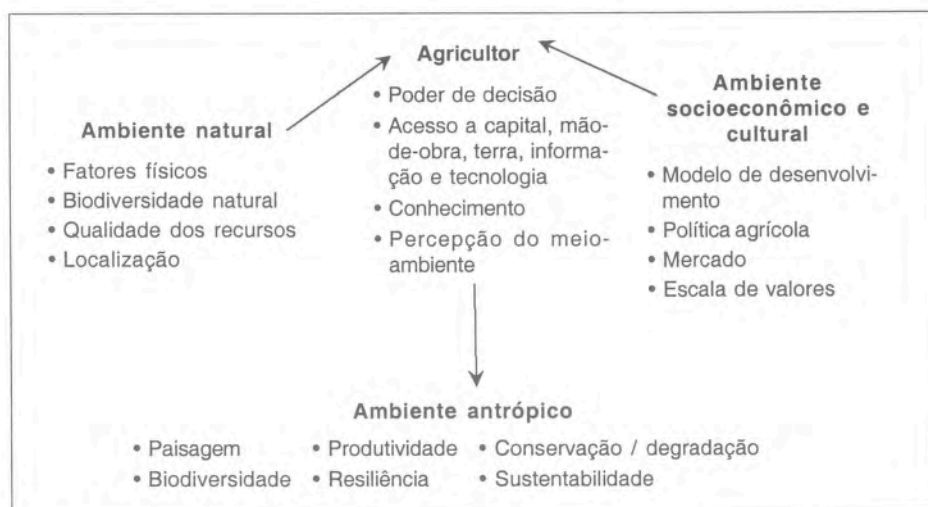 Agricultor
• Poder de decisão
• Acesso a capital, mão-
de-obra, terra, informa-
ção e tecnologia
• Conhecimento
• Percepção do meio-
ambiente
Ambiente natural
• Fatores físicos
• Biodiversidade natural
• Qualidade dos recursos
• Localização
Ambiente
socioeconômico e
cultural
• Modelo de desenvolvi-
mento
• Política agrícola
• Mercado
• Escala de valores
Ambiente antrópico
• Paisagem • Produtividade • Conservação / degradação
• Biodiversidade • Resiliência • Sustentabilidade